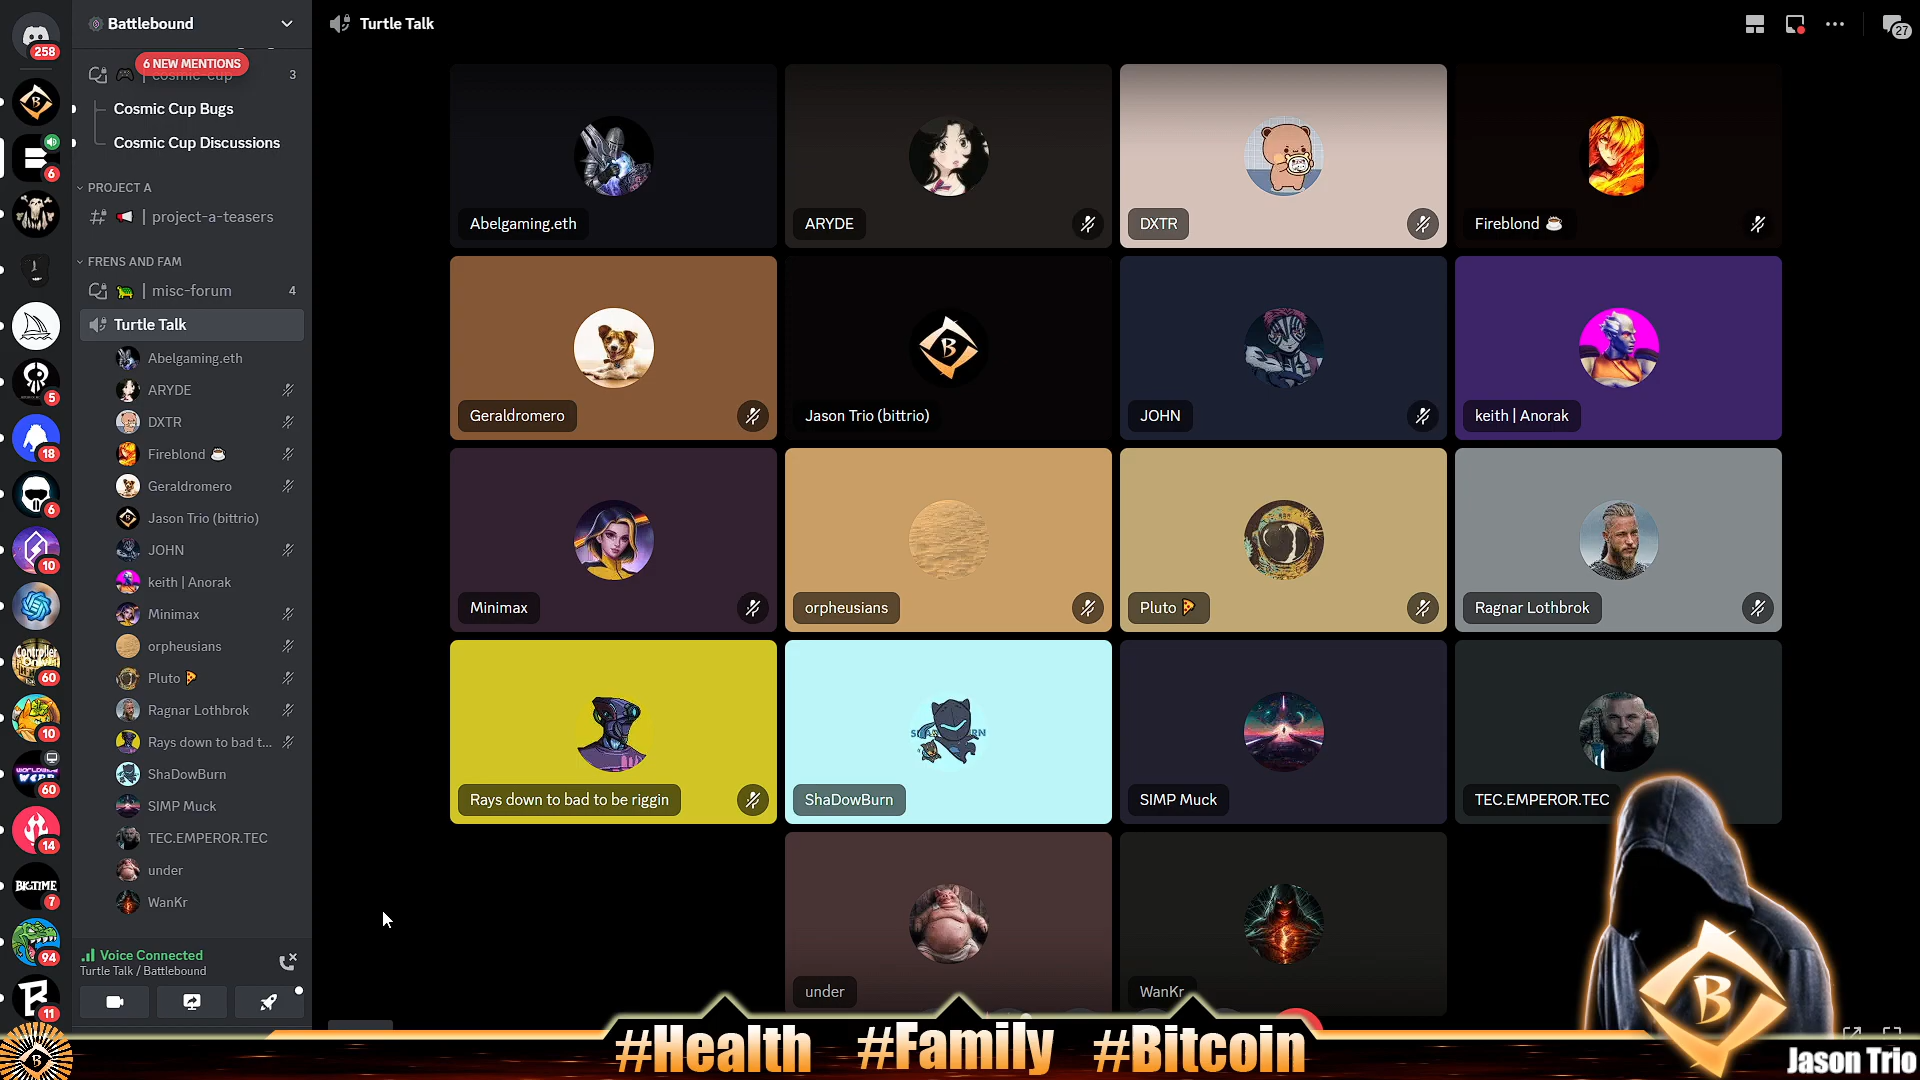 258
Battlebound
6 NEW MENTIONS
cosmic-cup
3
Cosmic Cup Bugs
Cosmic Cup Discussions
PROJECT A
| project-a-teasers
FRENS AND FAM
| misc-forum
4
Turtle Talk
Abelgaming.eth
ARYDE
DXTR
Fireblond
Geraldromero
Jason Trio (bittrio)
JOHN
keith | Anorak
Minimax
orpheusians
Pluto
Ragnar Lothbrok
Rays down to bad t...
ShaDowBurn
SIMP Muck
TEC.EMPEROR.TEC
under
WanKr
Voice Connected
Turtle Talk / Battlebound
6
5
18
6
10
Controller
60
10
60
14
BIGTIME
7
94
11
Turtle Talk
27
Abelgaming.eth
ARYDE
DXTR
Fireblond
Geraldromero
B
Jason Trio (bittrio)
JOHN
keith | Anorak
Minimax
orpheusians
Pluto
Ragnar Lothbrok
Rays down to bad to be riggin
ShaDowBurn
SIMP Muck
TEC.EMPEROR.TEC
under
WanKr
#Health #Family #Bitcoin
B
Jason Trio